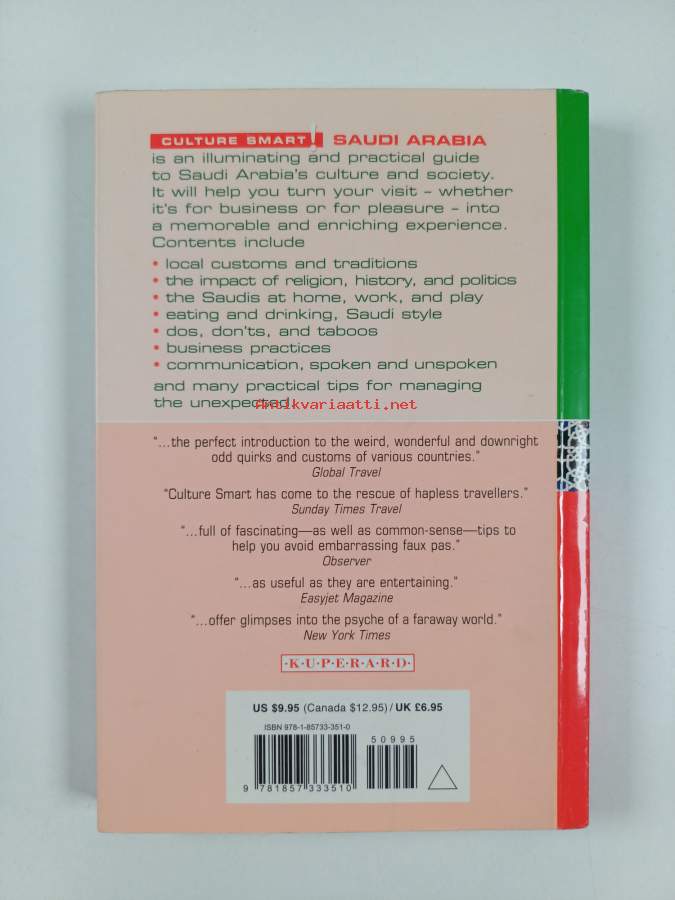 CULTURE SMART! SAUDI ARABIA
is an illuminating and practical guide
to Saudi Arabia's culture and society.
It will help you turn your visit – whether
it's for business or for pleasure – into
a memorable and enriching experience.
Contents include
• local customs and traditions
• the impact of religion, history, and politics
• the Saudis at home, work, and play
• eating and drinking, Saudi style
• dos, don'ts, and taboos
• business practices
• communication, spoken and unspoken
and many practical tips for managing
the unexpected.
Antikvariaatti.net
"...the perfect introduction to the weird, wonderful and downright
odd quirks and customs of various countries."
Global Travel
"Culture Smart has come to the rescue of hapless travellers."
Sunday Times Travel
"...full of fascinating—as well as common-sense—tips to
help you avoid embarrassing faux pas."
Observer
"...as useful as they are entertaining."
Easyjet Magazine
"...offer glimpses into the psyche of a faraway world."
New York Times
·K·U·P·E·R·A·R·D·
US $9.95 (Canada $12.95) / UK £6.95
ISBN 978-1-85733-351-0
50995
9 781857 333510